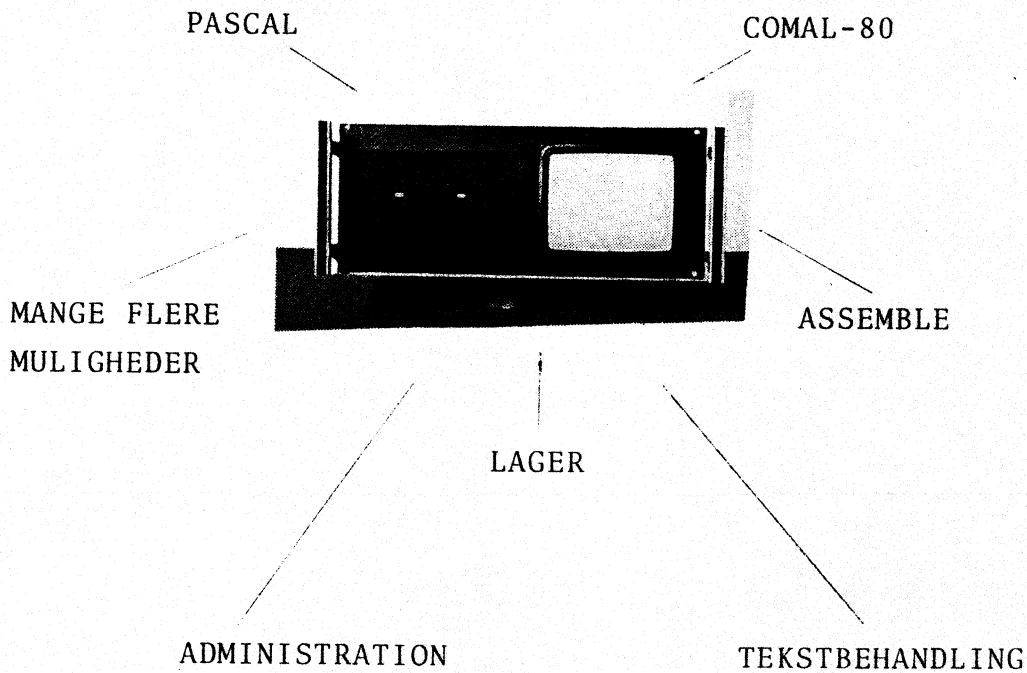 PASCAL
COMAL-80
MANGE FLERE
MULIGHEDER
ASSEMBLE
LAGER
ADMINISTRATION
TEKSTBEHANDLING